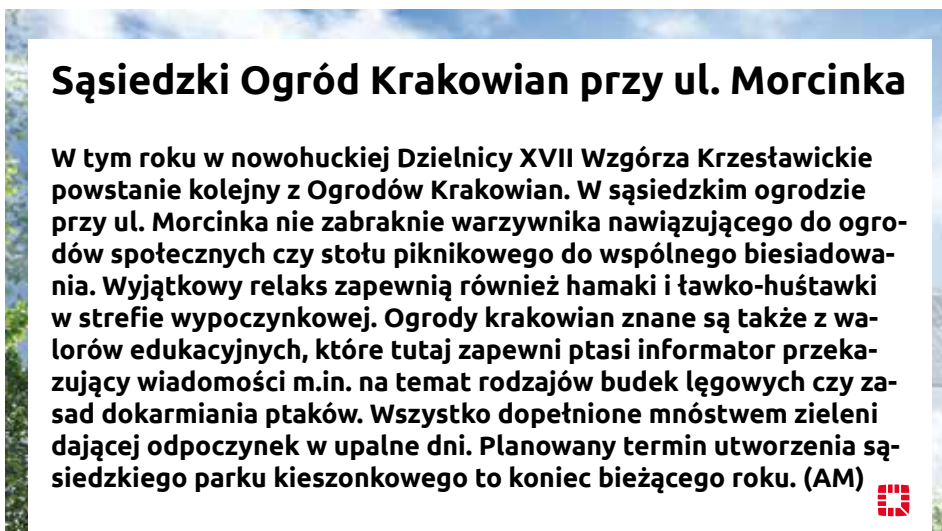 Sąsiedzki Ogród Krakowian przy ul. Morcinka
W tym roku w nowohuckiej Dzielnicy XVII Wzgórza Krzesławickie
powstanie kolejny z Ogrodów Krakowian. W sąsiedzkim ogrodzie
przy ul. Morcinka nie zabraknie warzywnika nawiązującego do ogro-
dów społecznych czy stołu piknikowego do wspólnego biesiadowa-
nia. Wyjątkowy relaks zapewnią również hamaki i ławko-huśtawki
w strefie wypoczynkowej. Ogrody krakowian znane są także z wa-
lorów edukacyjnych, które tutaj zapewni ptasi informator przeka-
zujący wiadomości m.in. na temat rodzajów budek lęgowych czy za-
sad dokarmiania ptaków. Wszystko dopełnione mnóstwem zieleni
dającej odpoczynek w upalne dni. Planowany termin utworzenia są-
siedzkiego parku kieszonkowego to koniec bieżącego roku. (AM)